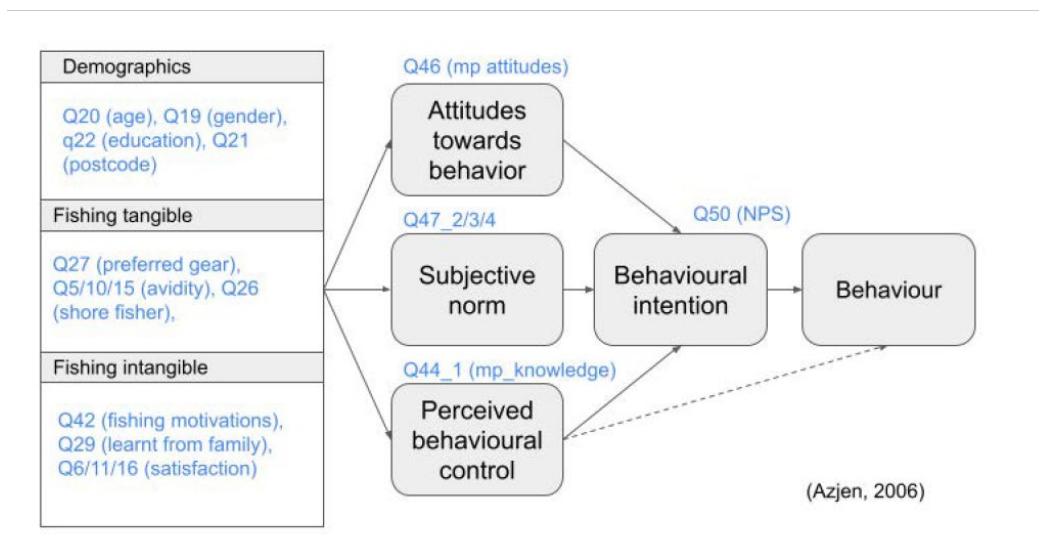 Demographics
Q20 (age), Q19 (gender),
q22 (education), Q21
(postcode)
Fishing tangible
Q27 (preferred gear),
Q5/10/15 (avidity), Q26
(shore fisher),
Fishing intangible
Q42 (fishing motivations),
Q29 (learnt from family),
Q6/11/16 (satisfaction)
Q46 (mp attitudes)
Attitudes
towards
behavior
Q47_2/3/4
Subjective
norm
Q44_1 (mp_knowledge)
Perceived
behavioural
control
Q50 (NPS)
Behavioural
intention
Behaviour
(Azjen, 2006)